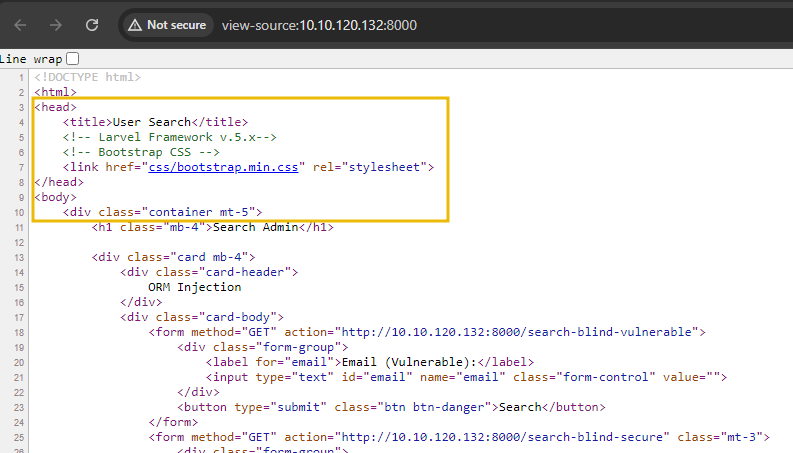 Not secure view-source:10.10.120.132:8000
Line wrap
1 <!DOCTYPE html>
2 <html>
3 <head>
4 <title>User Search</title>
5 <!-- Larvel Framework v.5.x-->
6 <!-- Bootstrap CSS -->
7 <link href="css/bootstrap.min.css" rel="stylesheet">
8 </head>
9 <body>
10 <div class="container mt-5">
11 <h1 class="mb-4">Search Admin</h1>
12
13 <div class="card mb-4">
14 <div class="card-header">
15 ORM Injection
16 </div>
17 <div class="card-body">
18 <form method="GET" action="http://10.10.120.132:8000/search-blind-vulnerable">
19 <div class="form-group">
20 <label for="email">Email (Vulnerable):</label>
21 <input type="text" id="email" name="email" class="form-control" value="">
22 </div>
23 <button type="submit" class="btn btn-danger">Search</button>
24 </form>
25 <form method="GET" action="http://10.10.120.132:8000/search-blind-secure" class="mt-3">
26 <div class="form-group">